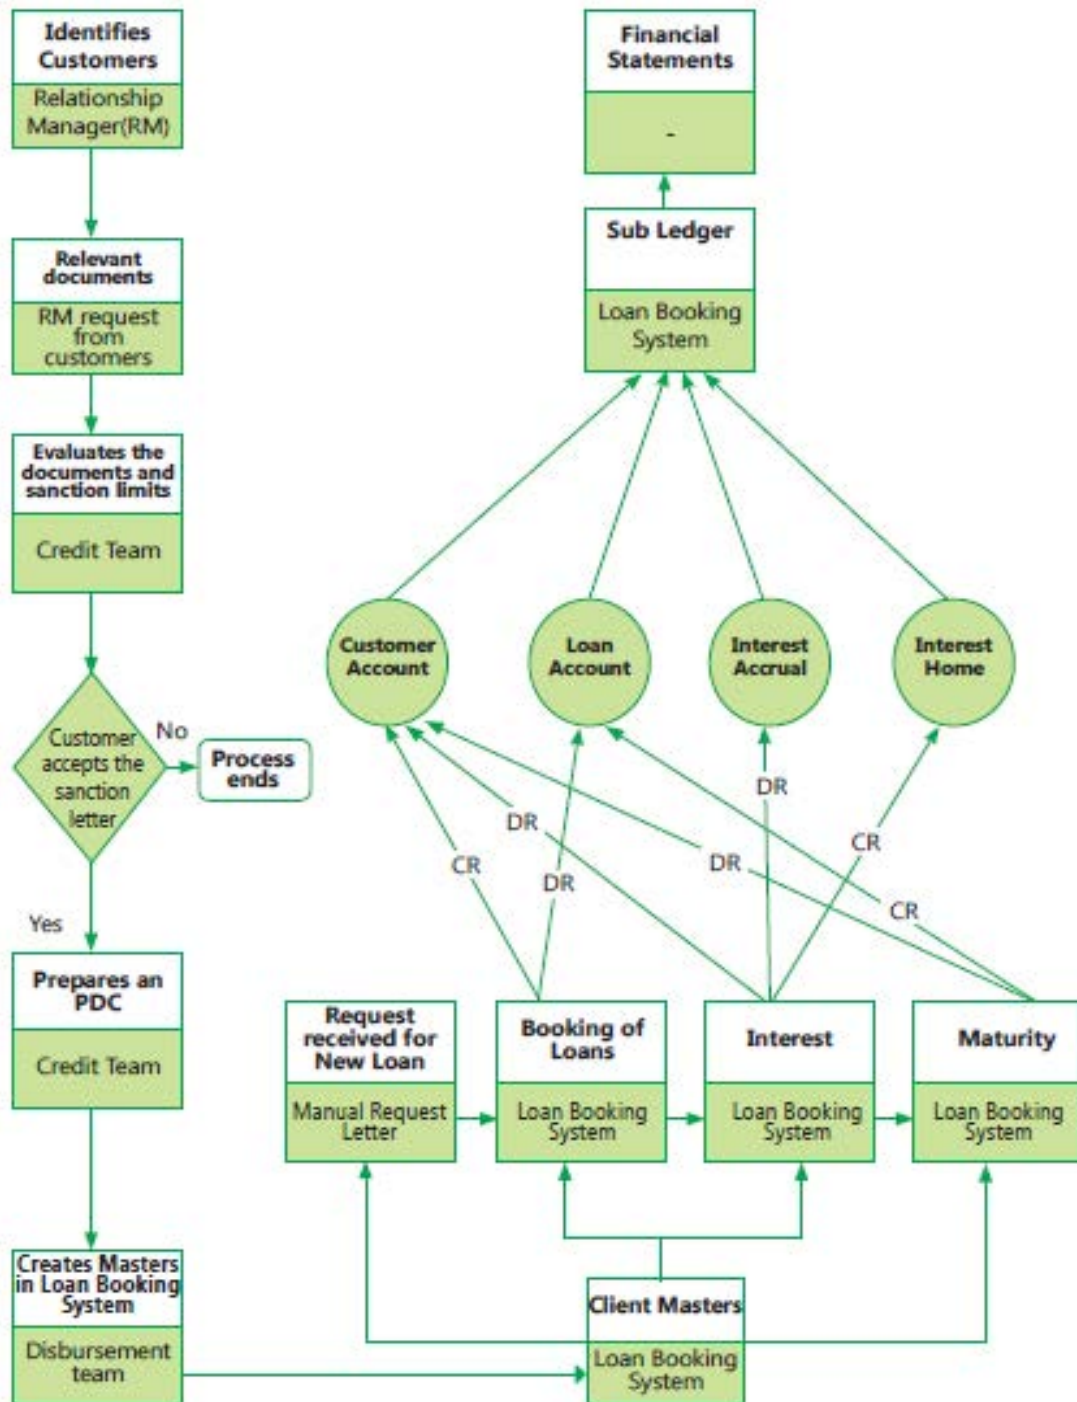 Identifies
Customers
Relationship
Manager(RM)
Relevant
documents
RM request
from
customers
Evaluates the
documents and
sanction limits
Credit Team
Customer
accepts the
sanction
letter
No
Process
ends
Yes
Prepares an
PDC
Credit Team
Creates Masters
in Loan Booking
System
Disbursement
team
Financial
Statements
-
Sub Ledger
Loan Booking
System
Customer
Account
Loan
Account
Interest
Accrual
Interest
Home
CR
DR
DR
DR
DR
CR
CR
Request
received for
New Loan
Manual Request
Letter
Booking of
Loans
Loan Booking
System
Interest
Loan Booking
System
Maturity
Loan Booking
System
Client Masters
Loan Booking
System